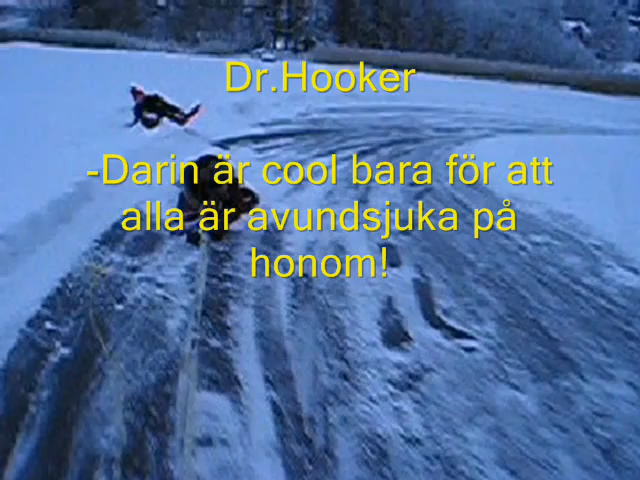 Dr.Hooker
-Darin är cool bara för att
alla är avundsjuka på
honom!